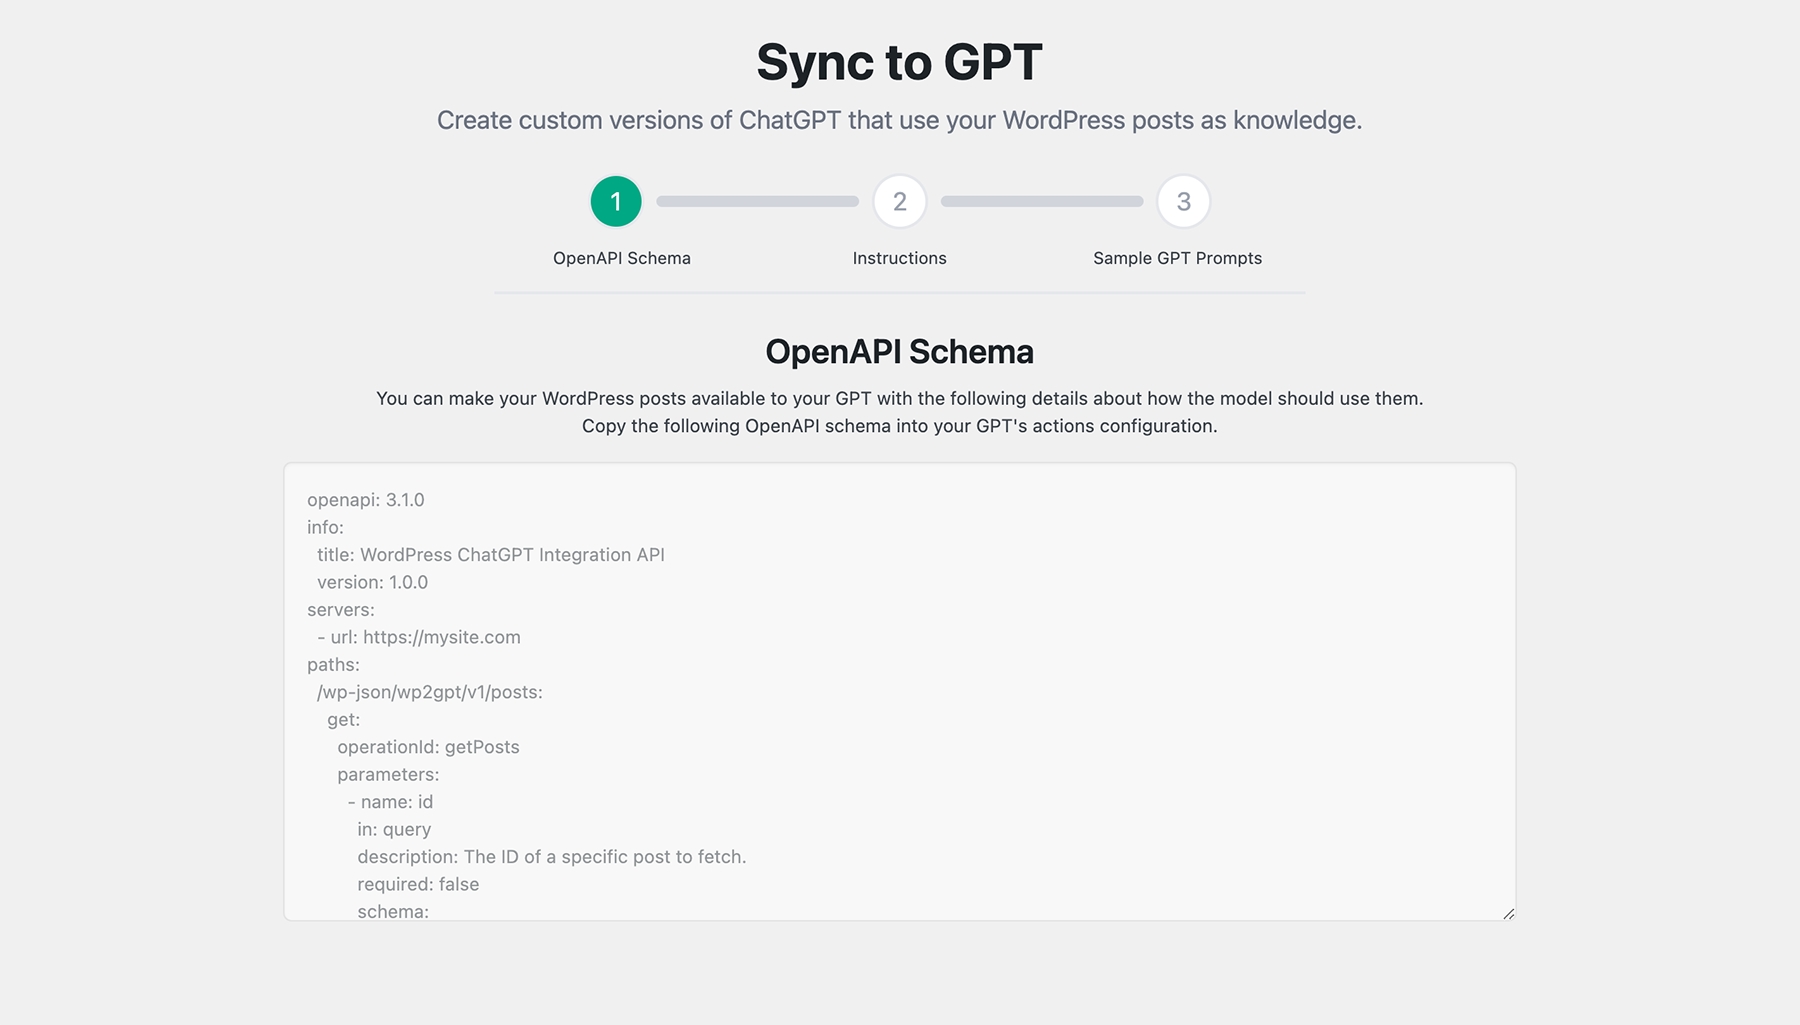 Sync to GPT
Create custom versions of ChatGPT that use your WordPress posts as knowledge.
1
2
3
OpenAPI Schema
Instructions
Sample GPT Prompts
OpenAPI Schema
You can make your WordPress posts available to your GPT with the following details about how the model should use them.
Copy the following OpenAPI schema into your GPT's actions configuration.
openapi: 3.1.0
info:
  title: WordPress ChatGPT Integration API
  version: 1.0.0
servers:
  - url: https://mysite.com
paths:
  /wp-json/wp2gpt/v1/posts:
    get:
      operationId: getPosts
      parameters:
        - name: id
          in: query
          description: The ID of a specific post to fetch.
          required: false
          schema: